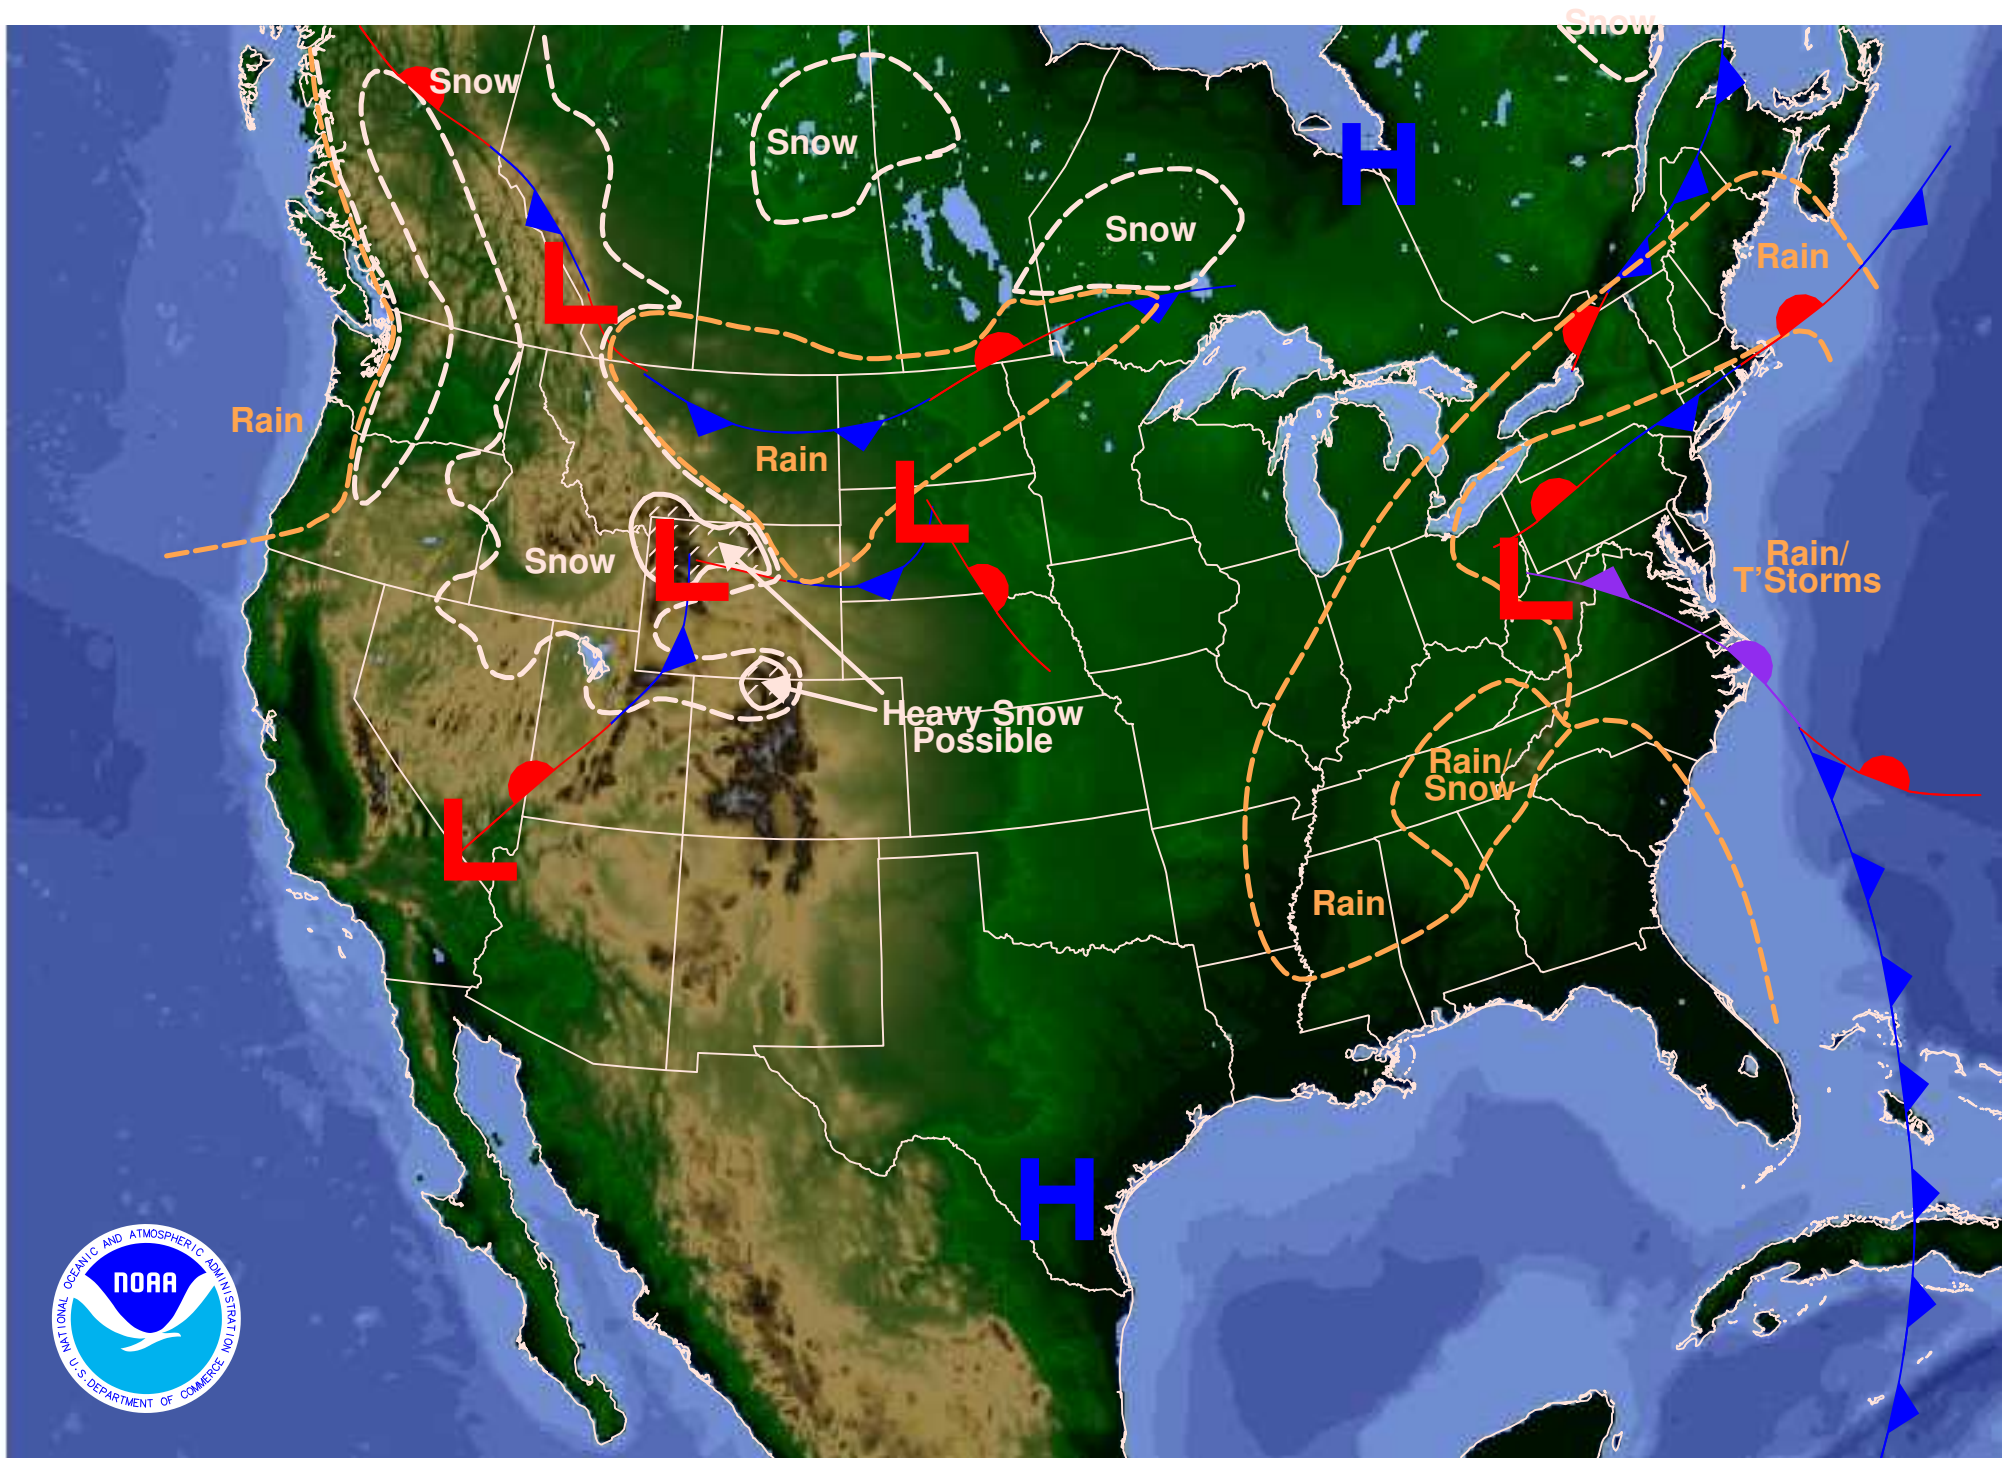 Snow
Snow
Snow
H
Snow
Rain
L
Rain
Rain
L
Snow
L
L
Rain/
T'Storms
Heavy Snow
Possible
Rain/
Snow
L
Rain
H
NATIONAL OCEANIC AND ATMOSPHERIC ADMINISTRATION
NOAA
U.S. DEPARTMENT OF COMMERCE